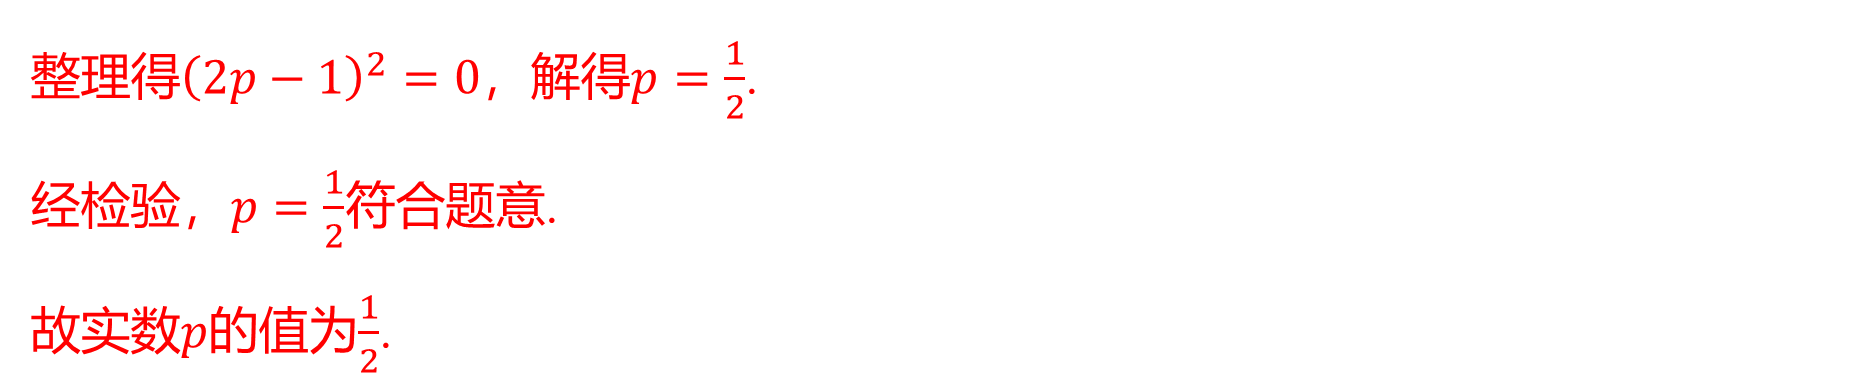 整理得(2p − 1)² = 0，解得p = 1/2.
经检验，p = 1/2符合题意.
故实数p的值为1/2.